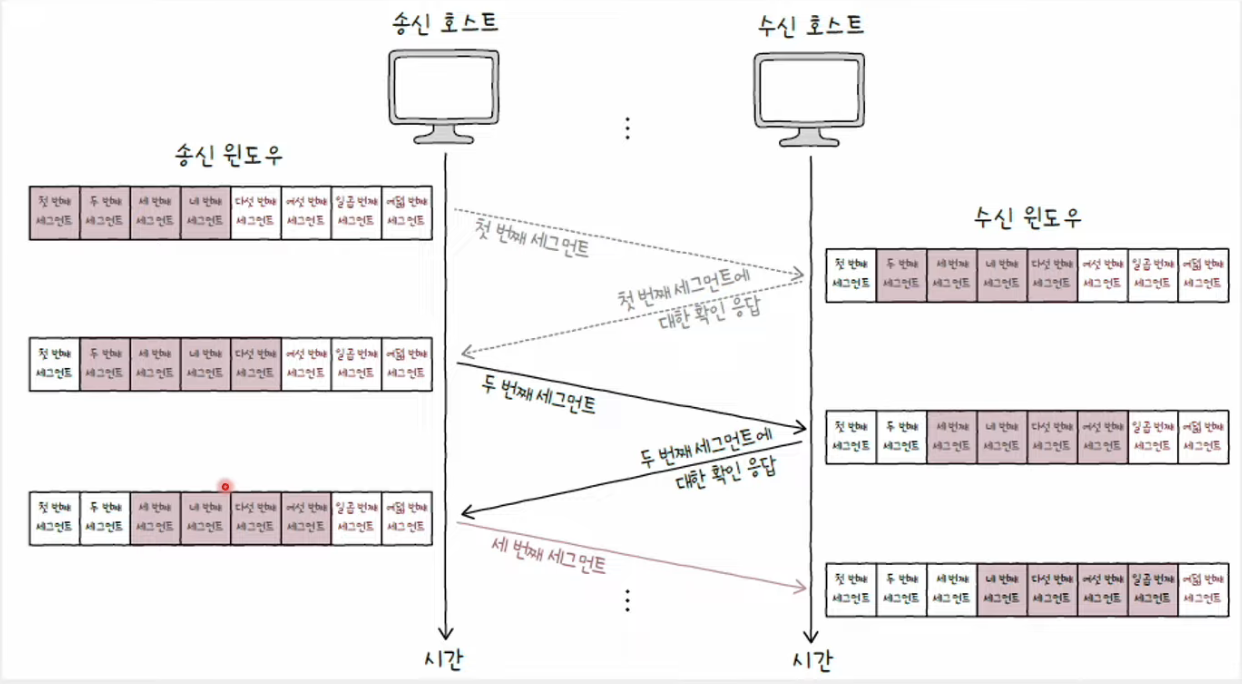 송신 호스트
수신 호스트
송신 윈도우
첫 번째 두 번째 세 번째 네 번째 다섯 번째 여섯 번째 일곱 번째 여덟 번째
세그먼트 세그먼트 세그먼트 세그먼트 세그먼트 세그먼트 세그먼트 세그먼트
수신 윈도우
첫 번째 세그먼트
첫 번째 두 번째 세 번째 네 번째 다섯 번째 여섯 번째 일곱 번째 여덟 번째
세그먼트 세그먼트 세그먼트 세그먼트 세그먼트 세그먼트 세그먼트 세그먼트
첫 번째 세그먼트에
대한 확인 응답
첫 번째 두 번째 세 번째 네 번째 다섯 번째 여섯 번째 일곱 번째 여덟 번째
세그먼트 세그먼트 세그먼트 세그먼트 세그먼트 세그먼트 세그먼트 세그먼트
두 번째 세그먼트
첫 번째 두 번째 세 번째 네 번째 다섯 번째 여섯 번째 일곱 번째 여덟 번째
세그먼트 세그먼트 세그먼트 세그먼트 세그먼트 세그먼트 세그먼트 세그먼트
두 번째 세그먼트에
대한 확인 응답
첫 번째 두 번째 세 번째 네 번째 다섯 번째 여섯 번째 일곱 번째 여덟 번째
세그먼트 세그먼트 세그먼트 세그먼트 세그먼트 세그먼트 세그먼트 세그먼트
세 번째 세그먼트
첫 번째 두 번째 세 번째 네 번째 다섯 번째 여섯 번째 일곱 번째 여덟 번째
세그먼트 세그먼트 세그먼트 세그먼트 세그먼트 세그먼트 세그먼트 세그먼트
시간
시간